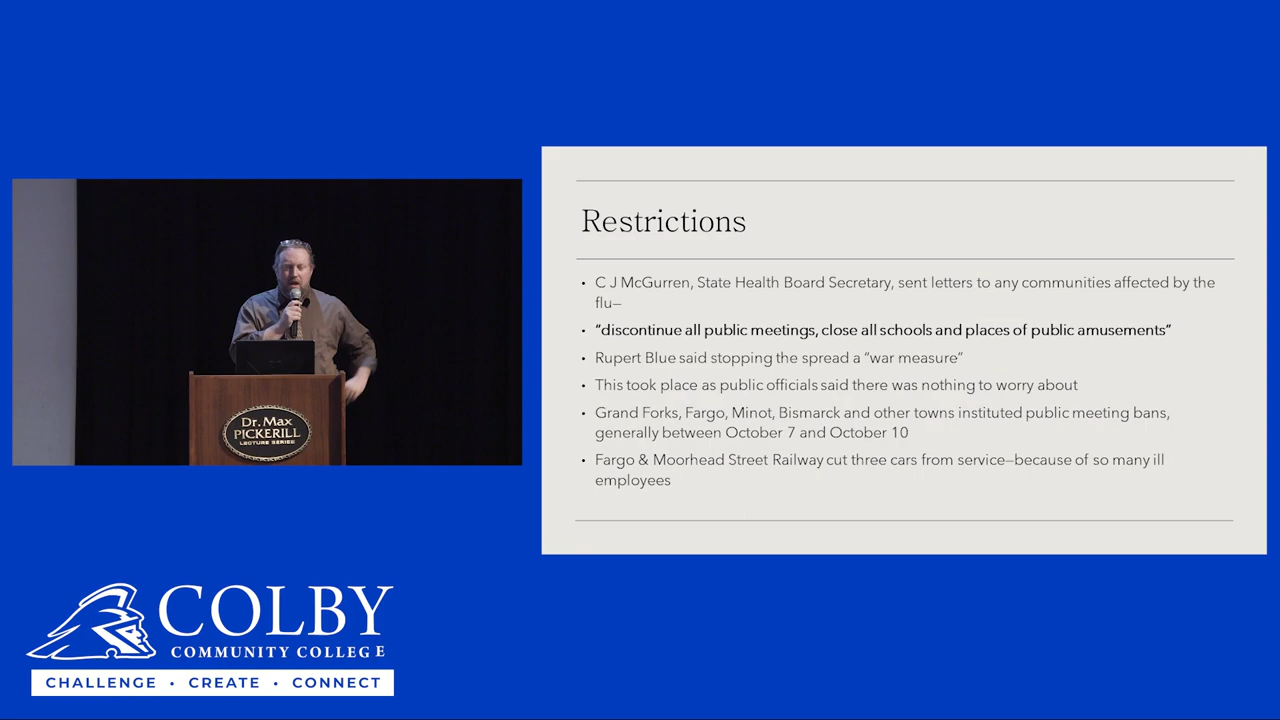 Dr. Max
PICKERILL
LECTURE SERIES
Restrictions
• C J McGurren, State Health Board Secretary, sent letters to any communities affected by the
flu—
• “discontinue all public meetings, close all schools and places of public amusements”
• Rupert Blue said stopping the spread a “war measure”
• This took place as public officials said there was nothing to worry about
• Grand Forks, Fargo, Minot, Bismarck and other towns instituted public meeting bans,
generally between October 7 and October 10
• Fargo & Moorhead Street Railway cut three cars from service—because of so many ill
employees
COLBY
COMMUNITY COLLEGE
CHALLENGE • CREATE • CONNECT